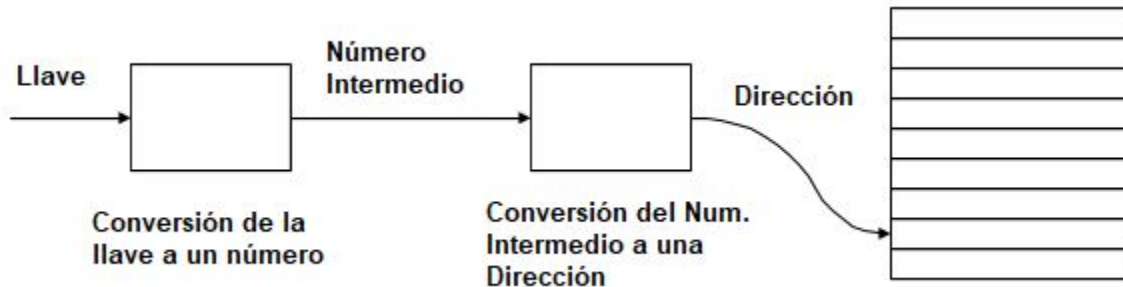 Llave
Número
Intermedio
Dirección
Conversión de la
llave a un número
Conversión del Num.
Intermedio a una
Dirección